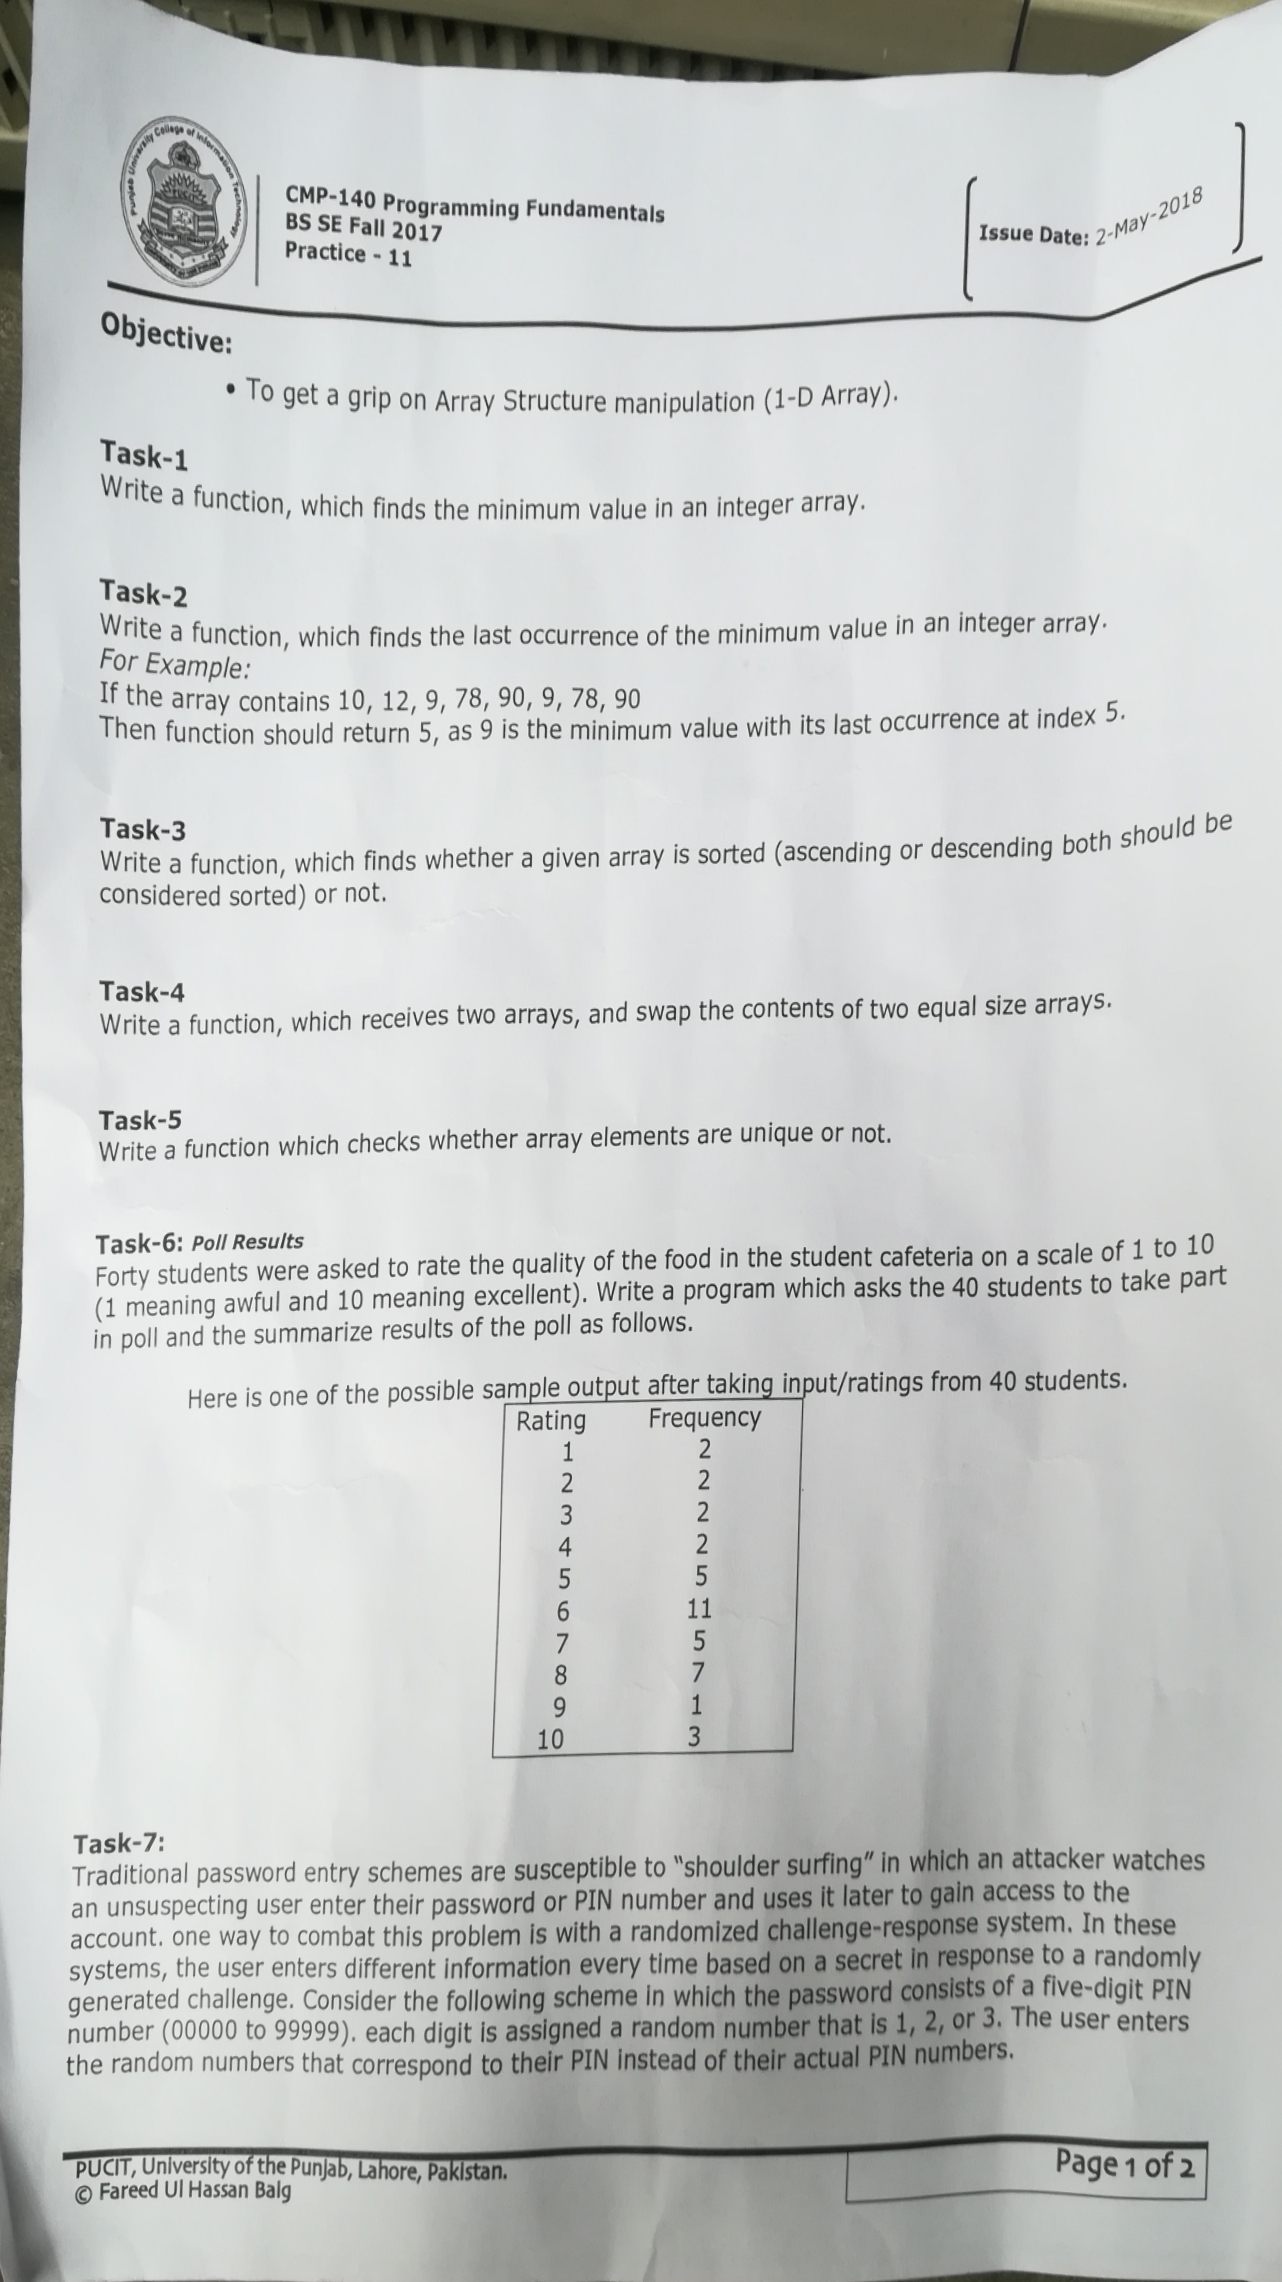 Punjab University College of Information Technology
CMP-140 Programming Fundamentals
BS SE Fall 2017
Practice - 11
Issue Date: 2-May-2018
Objective:
• To get a grip on Array Structure manipulation (1-D Array).
Task-1
Write a function, which finds the minimum value in an integer array.
Task-2
Write a function, which finds the last occurrence of the minimum value in an integer array.
For Example:
If the array contains 10, 12, 9, 78, 90, 9, 78, 90
Then function should return 5, as 9 is the minimum value with its last occurrence at index 5.
Task-3
Write a function, which finds whether a given array is sorted (ascending or descending both should be
considered sorted) or not.
Task-4
Write a function, which receives two arrays, and swap the contents of two equal size arrays.
Task-5
Write a function which checks whether array elements are unique or not.
Task-6: Poll Results
Forty students were asked to rate the quality of the food in the student cafeteria on a scale of 1 to 10
(1 meaning awful and 10 meaning excellent). Write a program which asks the 40 students to take part
in poll and the summarize results of the poll as follows.
Here is one of the possible sample output after taking input/ratings from 40 students.
Rating Frequency
1 2
2 2
3 2
4 2
5 5
6 11
7 5
8 7
9 1
10 3
Task-7:
Traditional password entry schemes are susceptible to "shoulder surfing" in which an attacker watches
an unsuspecting user enter their password or PIN number and uses it later to gain access to the
account. one way to combat this problem is with a randomized challenge-response system. In these
systems, the user enters different information every time based on a secret in response to a randomly
generated challenge. Consider the following scheme in which the password consists of a five-digit PIN
number (00000 to 99999). each digit is assigned a random number that is 1, 2, or 3. The user enters
the random numbers that correspond to their PIN instead of their actual PIN numbers.
PUCIT, University of the Punjab, Lahore, Pakistan.
© Fareed Ul Hassan Baig
Page 1 of 2